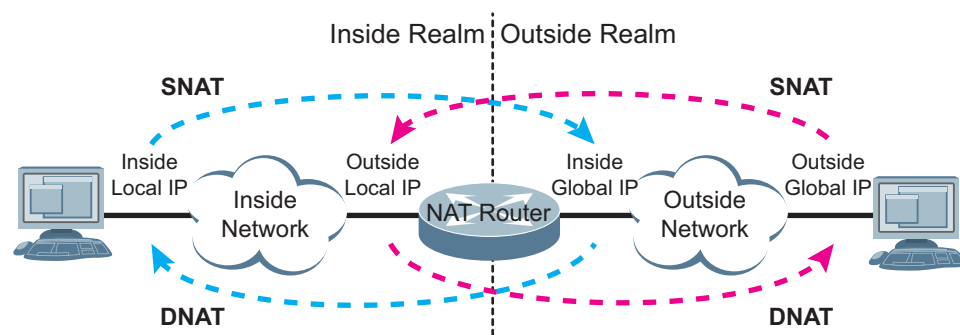 Inside Realm
Outside Realm
SNAT
SNAT
Inside
Local IP
Outside
Local IP
Inside
Global IP
Outside
Global IP
Inside
Network
NAT Router
Outside
Network
DNAT
DNAT